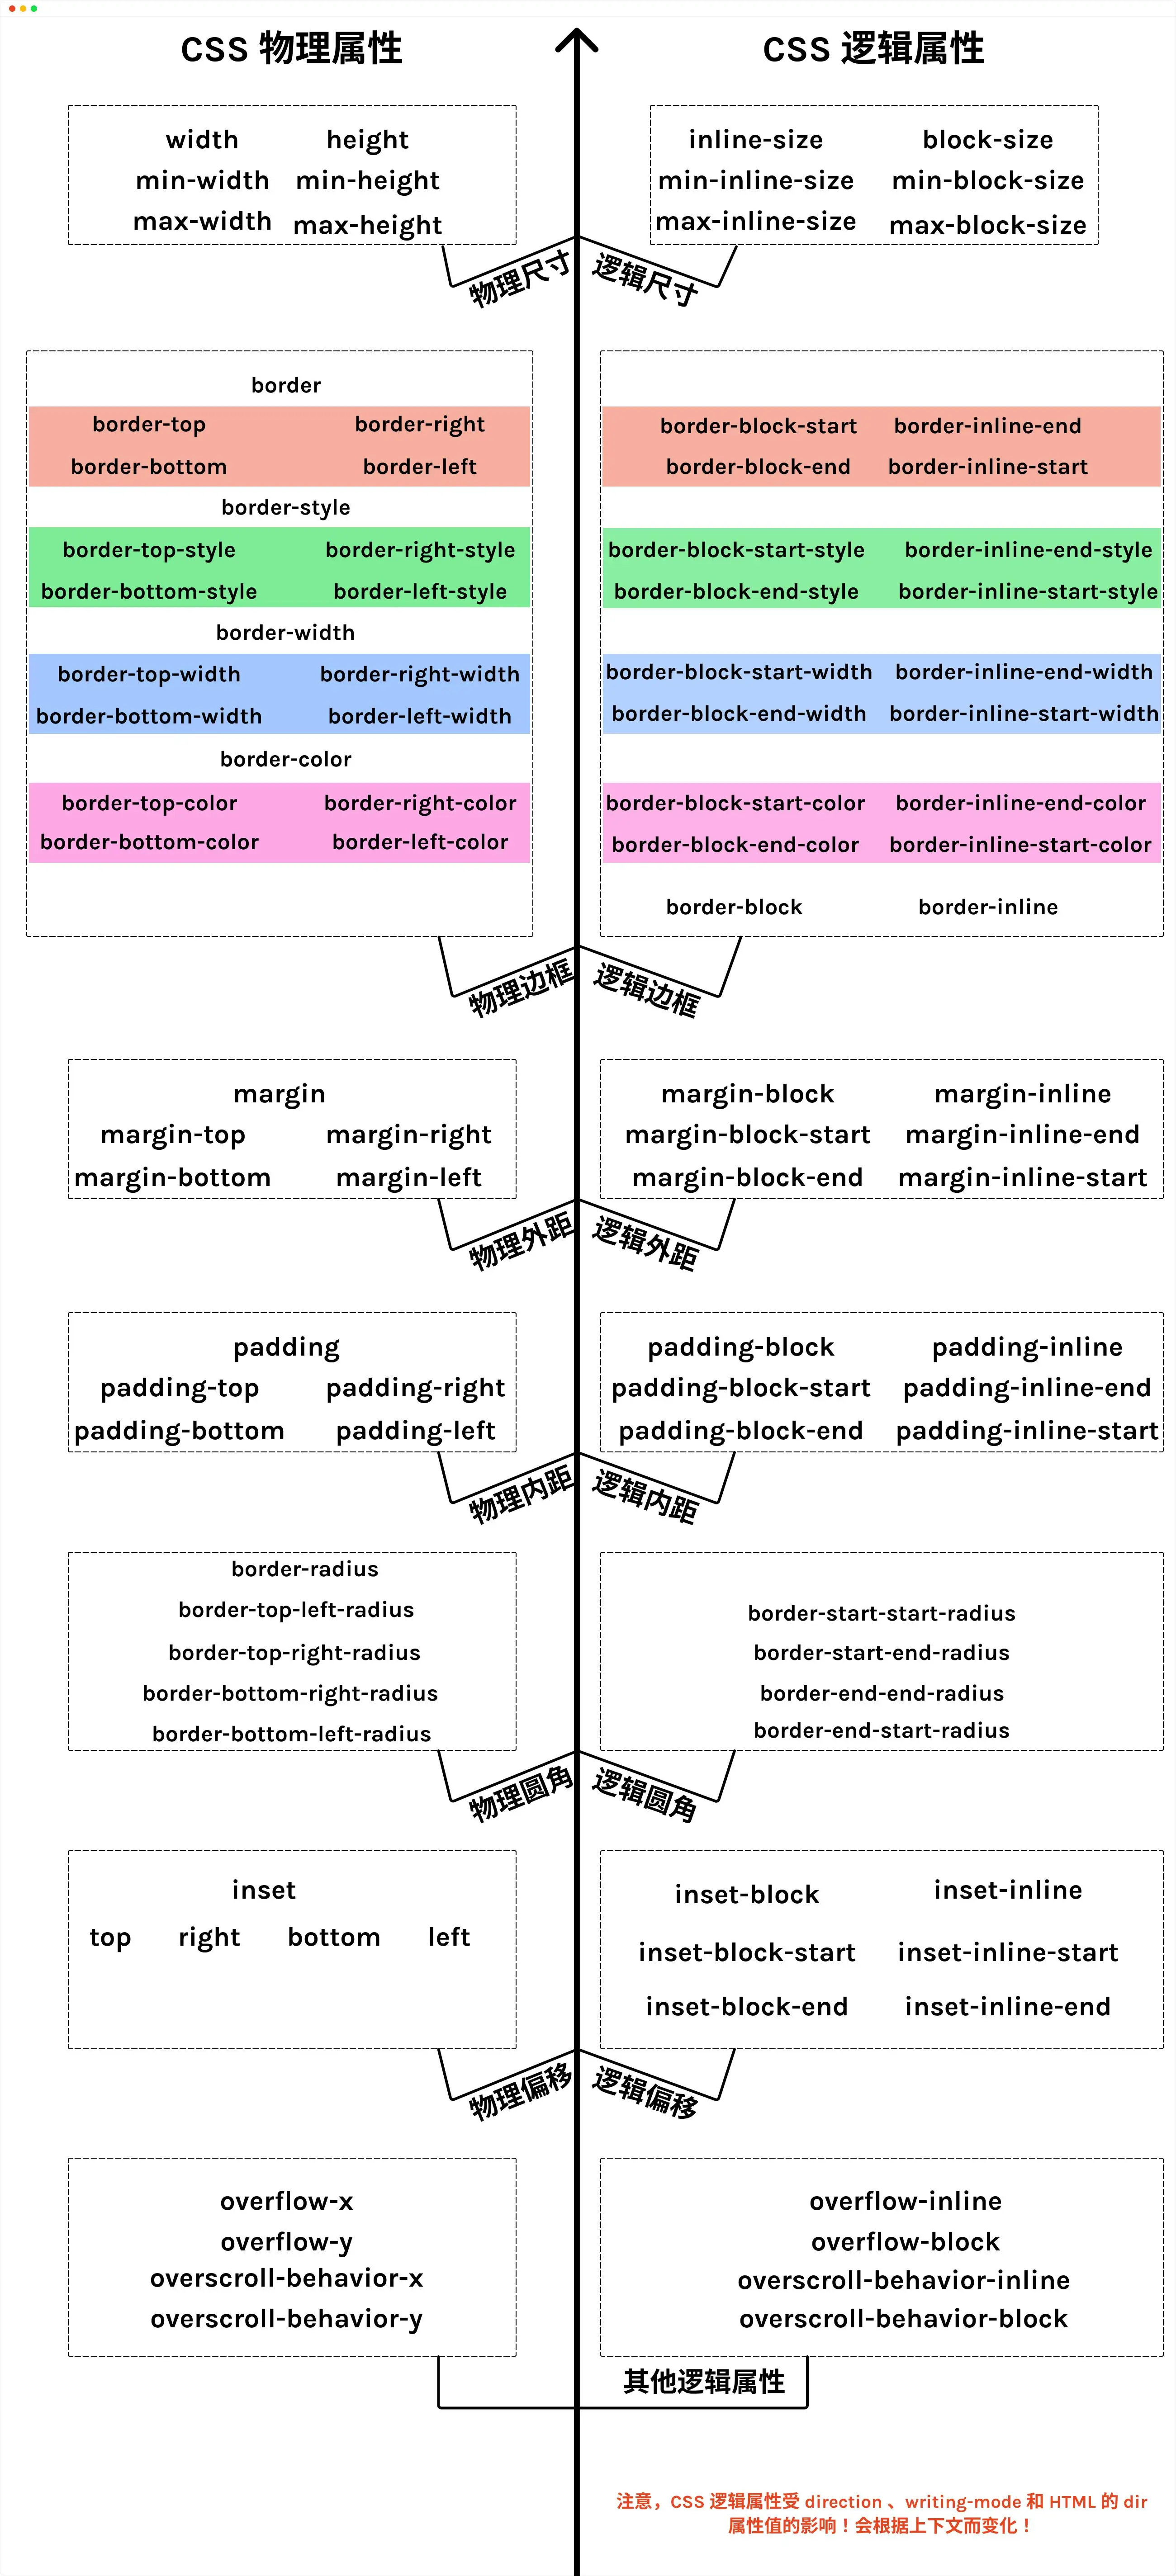 CSS 物理属性
CSS 逻辑属性
width height
min-width min-height
max-width max-height
inline-size block-size
min-inline-size min-block-size
max-inline-size max-block-size
物理尺寸
逻辑尺寸
border
border-top border-right
border-bottom border-left
border-style
border-top-style border-right-style
border-bottom-style border-left-style
border-width
border-top-width border-right-width
border-bottom-width border-left-width
border-color
border-top-color border-right-color
border-bottom-color border-left-color
border-block-start border-inline-end
border-block-end border-inline-start
border-block-start-style border-inline-end-style
border-block-end-style border-inline-start-style
border-block-start-width border-inline-end-width
border-block-end-width border-inline-start-width
border-block-start-color border-inline-end-color
border-block-end-color border-inline-start-color
border-block border-inline
物理边框
逻辑边框
margin
margin-top margin-right
margin-bottom margin-left
margin-block margin-inline
margin-block-start margin-inline-end
margin-block-end margin-inline-start
物理外距
逻辑外距
padding
padding-top padding-right
padding-bottom padding-left
padding-block padding-inline
padding-block-start padding-inline-end
padding-block-end padding-inline-start
物理内距
逻辑内距
border-radius
border-top-left-radius
border-top-right-radius
border-bottom-right-radius
border-bottom-left-radius
border-start-start-radius
border-start-end-radius
border-end-end-radius
border-end-start-radius
物理圆角
逻辑圆角
inset
top right bottom left
inset-block inset-inline
inset-block-start inset-inline-start
inset-block-end inset-inline-end
物理偏移
逻辑偏移
overflow-x
overflow-y
overscroll-behavior-x
overscroll-behavior-y
overflow-inline
overflow-block
overscroll-behavior-inline
overscroll-behavior-block
其他逻辑属性
注意，CSS 逻辑属性受 direction 、writing-mode 和 HTML 的 dir
属性值的影响！会根据上下文而变化！